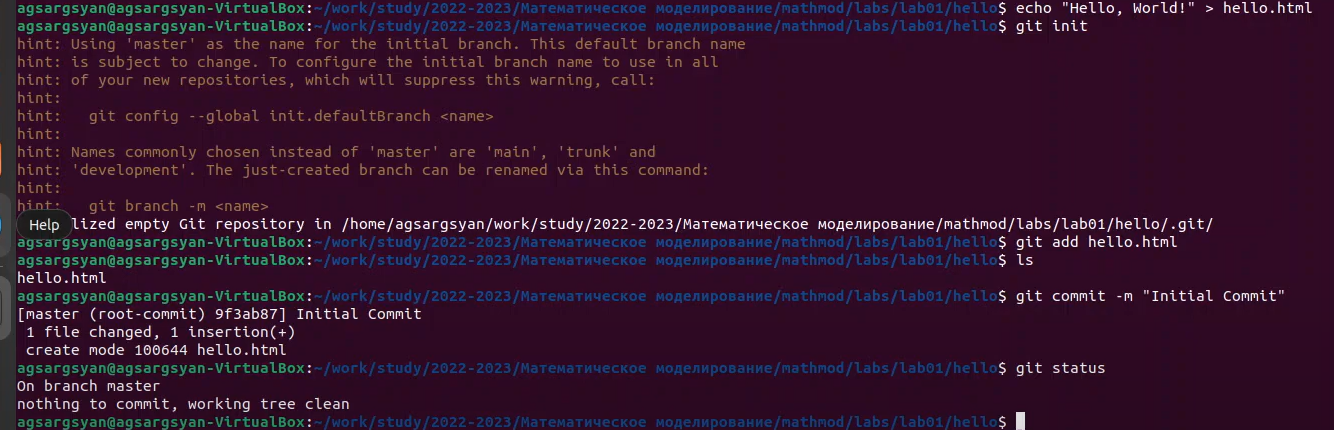 agsargsyan@agsargsyan-VirtualBox:~/work/study/2022-2023/Математическое моделирование/mathmod/labs/lab01/hello$ echo "Hello, World!" > hello.html
agsargsyan@agsargsyan-VirtualBox:~/work/study/2022-2023/Математическое моделирование/mathmod/labs/lab01/hello$ git init
hint: Using 'master' as the name for the initial branch. This default branch name
hint: is subject to change. To configure the initial branch name to use in all
hint: of your new repositories, which will suppress this warning, call:
hint:
hint:   git config --global init.defaultBranch <name>
hint:
hint: Names commonly chosen instead of 'master' are 'main', 'trunk' and
hint: 'development'. The just-created branch can be renamed via this command:
hint:
hint:   git branch -m <name>
Help
lized empty Git repository in /home/agsargsyan/work/study/2022-2023/Математическое моделирование/mathmod/labs/lab01/hello/.git/
agsargsyan@agsargsyan-VirtualBox:~/work/study/2022-2023/Математическое моделирование/mathmod/labs/lab01/hello$ git add hello.html
agsargsyan@agsargsyan-VirtualBox:~/work/study/2022-2023/Математическое моделирование/mathmod/labs/lab01/hello$ ls
hello.html
agsargsyan@agsargsyan-VirtualBox:~/work/study/2022-2023/Математическое моделирование/mathmod/labs/lab01/hello$ git commit -m "Initial Commit"
[master (root-commit) 9f3ab87] Initial Commit
 1 file changed, 1 insertion(+)
 create mode 100644 hello.html
agsargsyan@agsargsyan-VirtualBox:~/work/study/2022-2023/Математическое моделирование/mathmod/labs/lab01/hello$ git status
On branch master
nothing to commit, working tree clean
agsargsyan@agsargsyan-VirtualBox:~/work/study/2022-2023/Математическое моделирование/mathmod/labs/lab01/hello$